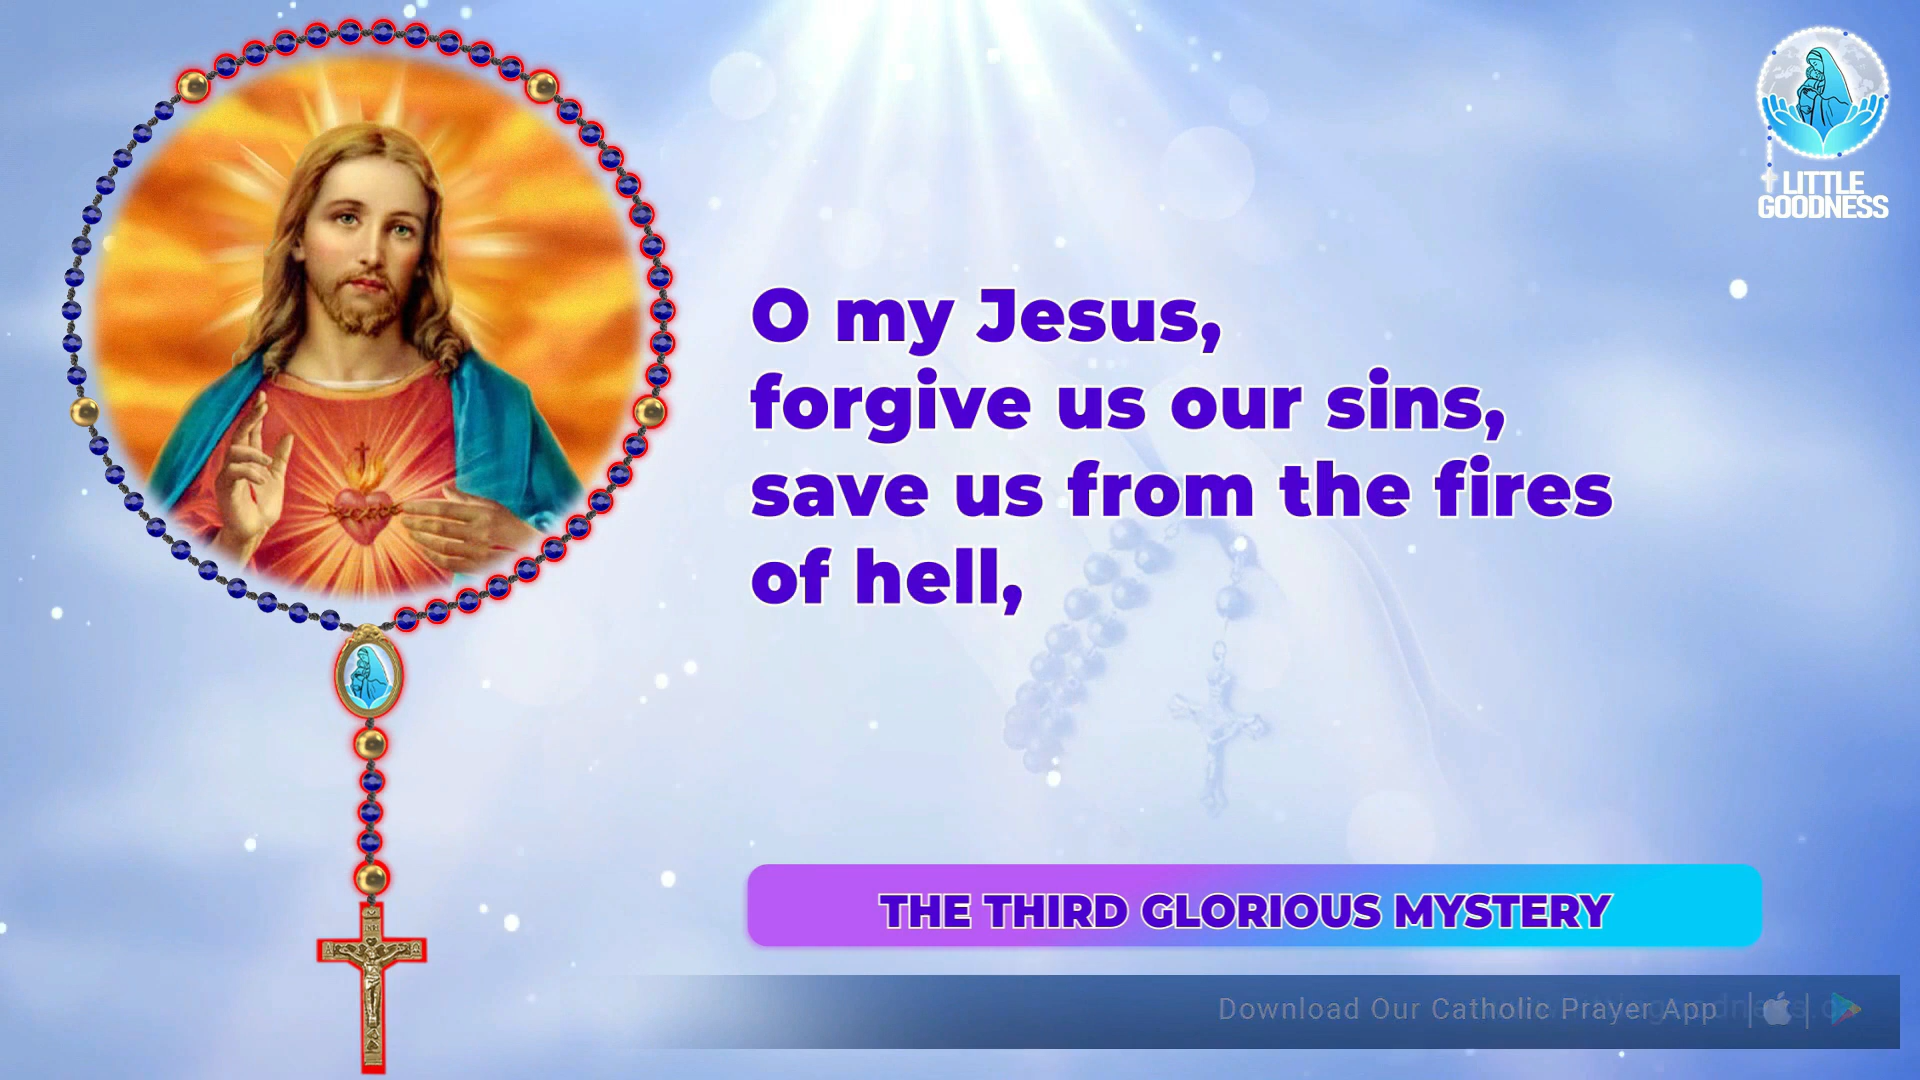 LITTLE
GOODNESS
O my Jesus,
forgive us our sins,
save us from the fires
of hell,
THE THIRD GLORIOUS MYSTERY
Download Our Catholic Prayer App
INRI